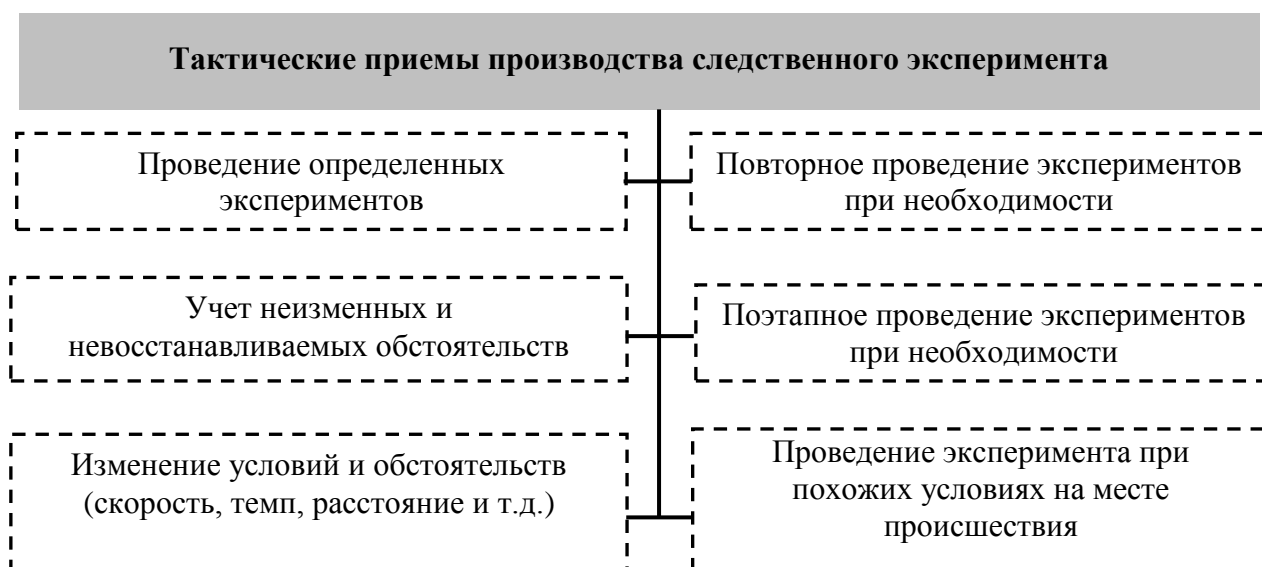 Тактические приемы производства следственного эксперимента
Проведение определенных
экспериментов
Повторное проведение экспериментов
при необходимости
Учет неизменных и
невосстанавливаемых обстоятельств
Поэтапное проведение экспериментов
при необходимости
Изменение условий и обстоятельств
(скорость, темп, расстояние и т.д.)
Проведение эксперимента при
похожих условиях на месте
происшествия